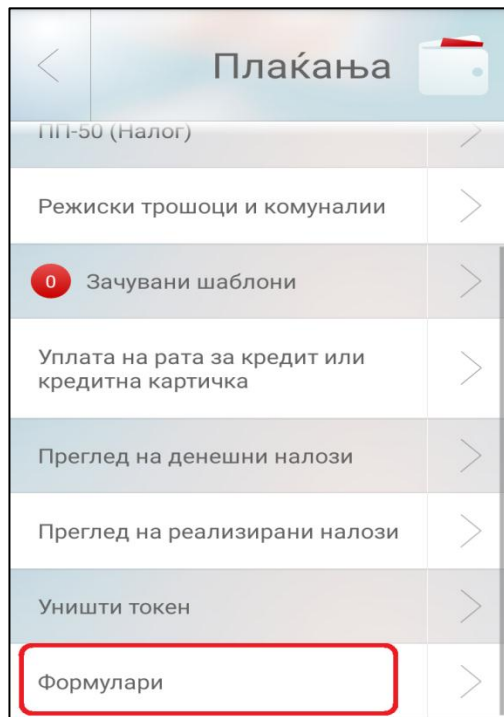 Плаќања
ПП-50 (Налог)
Режиски трошоци и комуналии
0 Зачувани шаблони
Уплата на рата за кредит или
кредитна картичка
Преглед на денешни налози
Преглед на реализирани налози
Уништи токен
Формулари